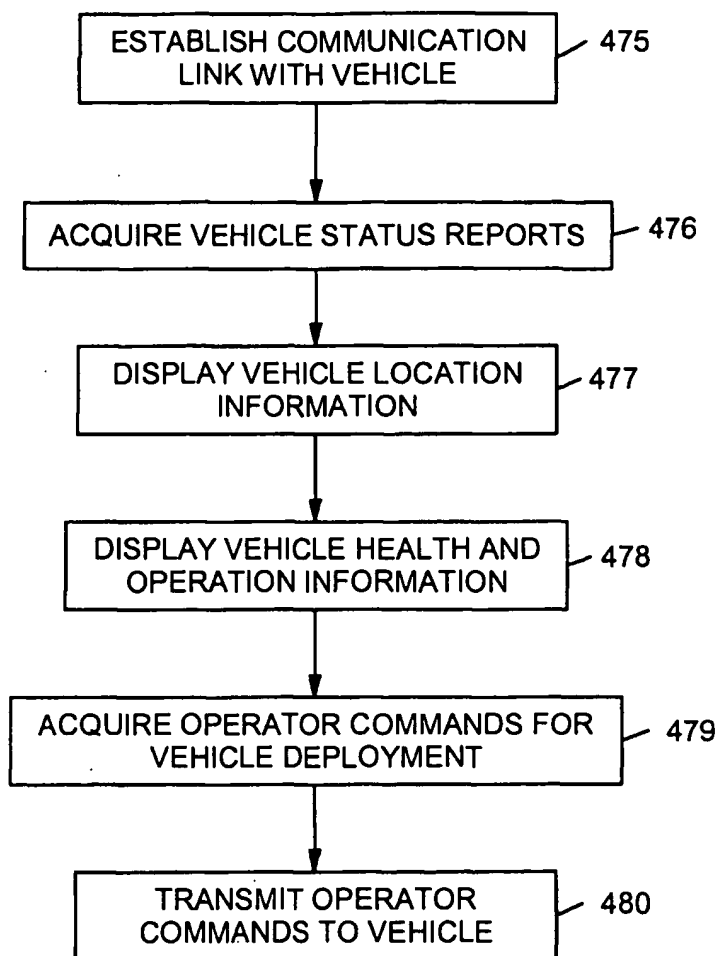 ESTABLISH COMMUNICATION
LINK WITH VEHICLE
475
ACQUIRE VEHICLE STATUS REPORTS
476
DISPLAY VEHICLE LOCATION
INFORMATION
477
DISPLAY VEHICLE HEALTH AND
OPERATION INFORMATION
478
ACQUIRE OPERATOR COMMANDS FOR
VEHICLE DEPLOYMENT
479
TRANSMIT OPERATOR
COMMANDS TO VEHICLE
480